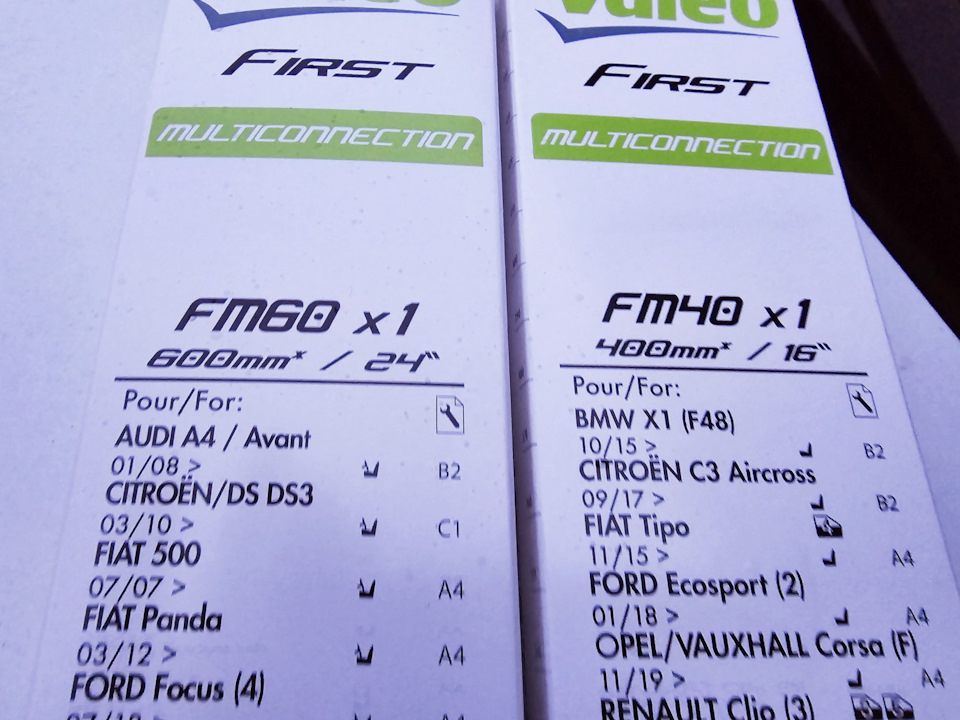 valeo
FIRST
MULTICONNECTION
FM60 x1
600mm* / 24"
Pour/For:
AUDI A4 / Avant
01/08 > B2
CITROËN/DS DS3
03/10 > C1
FIAT 500
07/07 > A4
FIAT Panda
03/12 > A4
FORD Focus (4)
valeo
FIRST
MULTICONNECTION
FM40 x1
400mm* / 16"
Pour/For:
BMW X1 (F48)
10/15 > B2
CITROËN C3 Aircross
09/17 > B2
FIAT Tipo
11/15 > A4
FORD Ecosport (2)
01/18 > A4
OPEL/VAUXHALL Corsa (F)
11/19 > A4
RENAULT Clio (3)